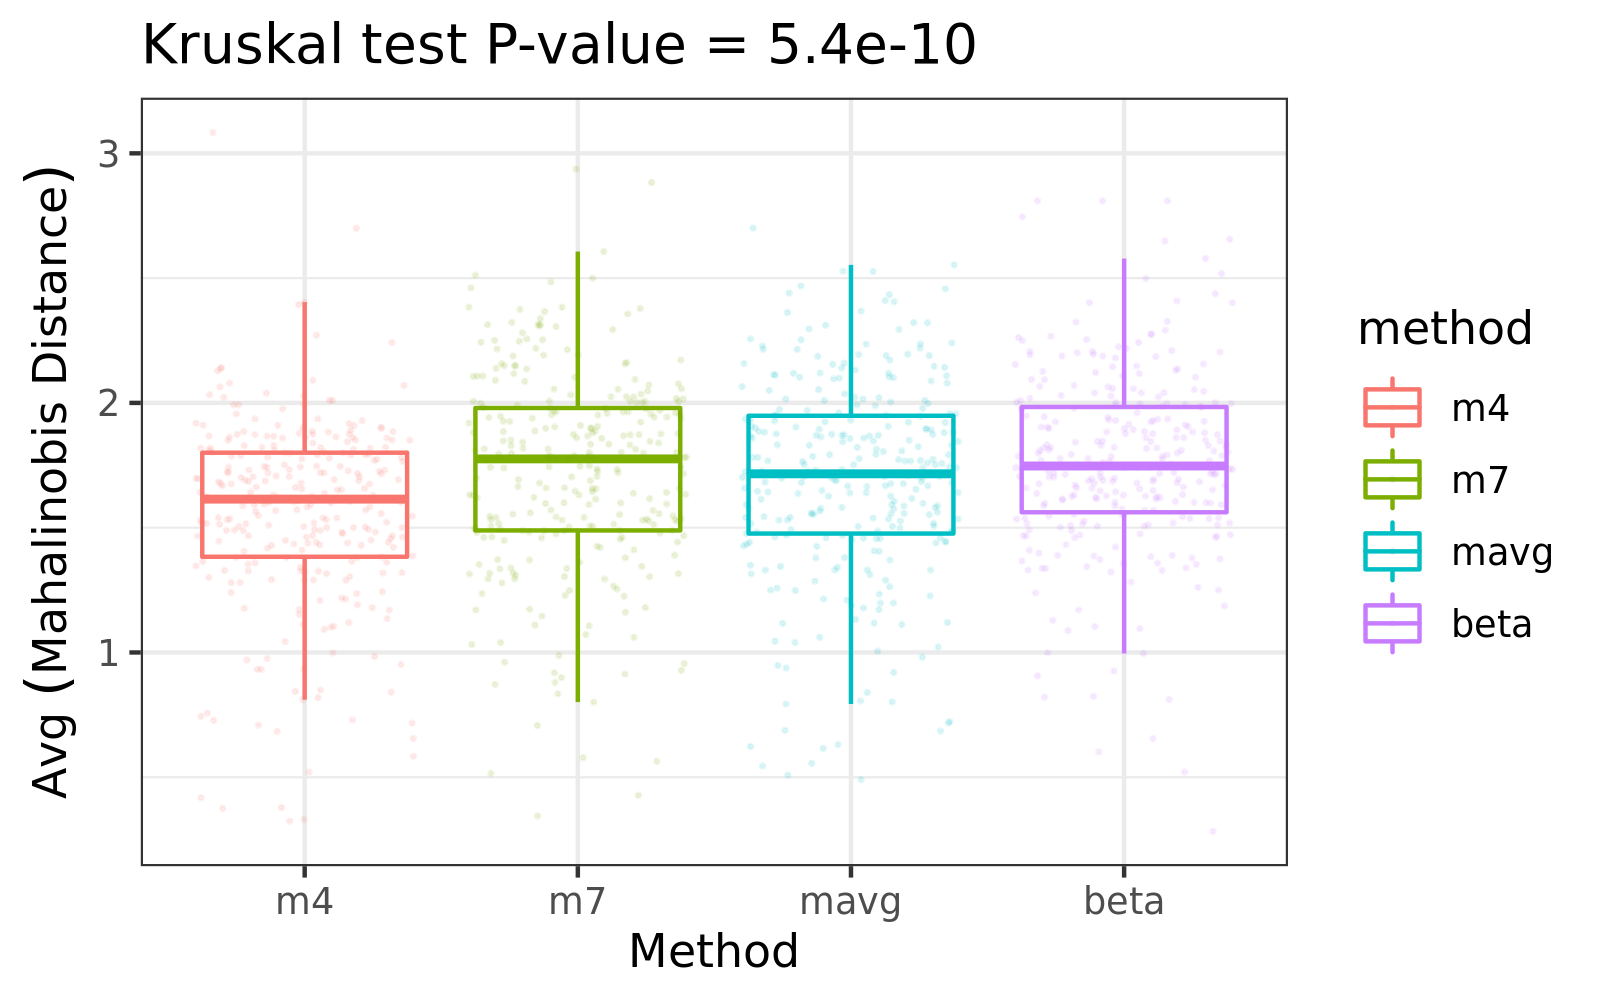 Kruskal test P-value = 5.4e-10
Avg (Mahalinobis Distance)
3
2
1
m4
m7
mavg
beta
Method
method
m4
m7
mavg
beta